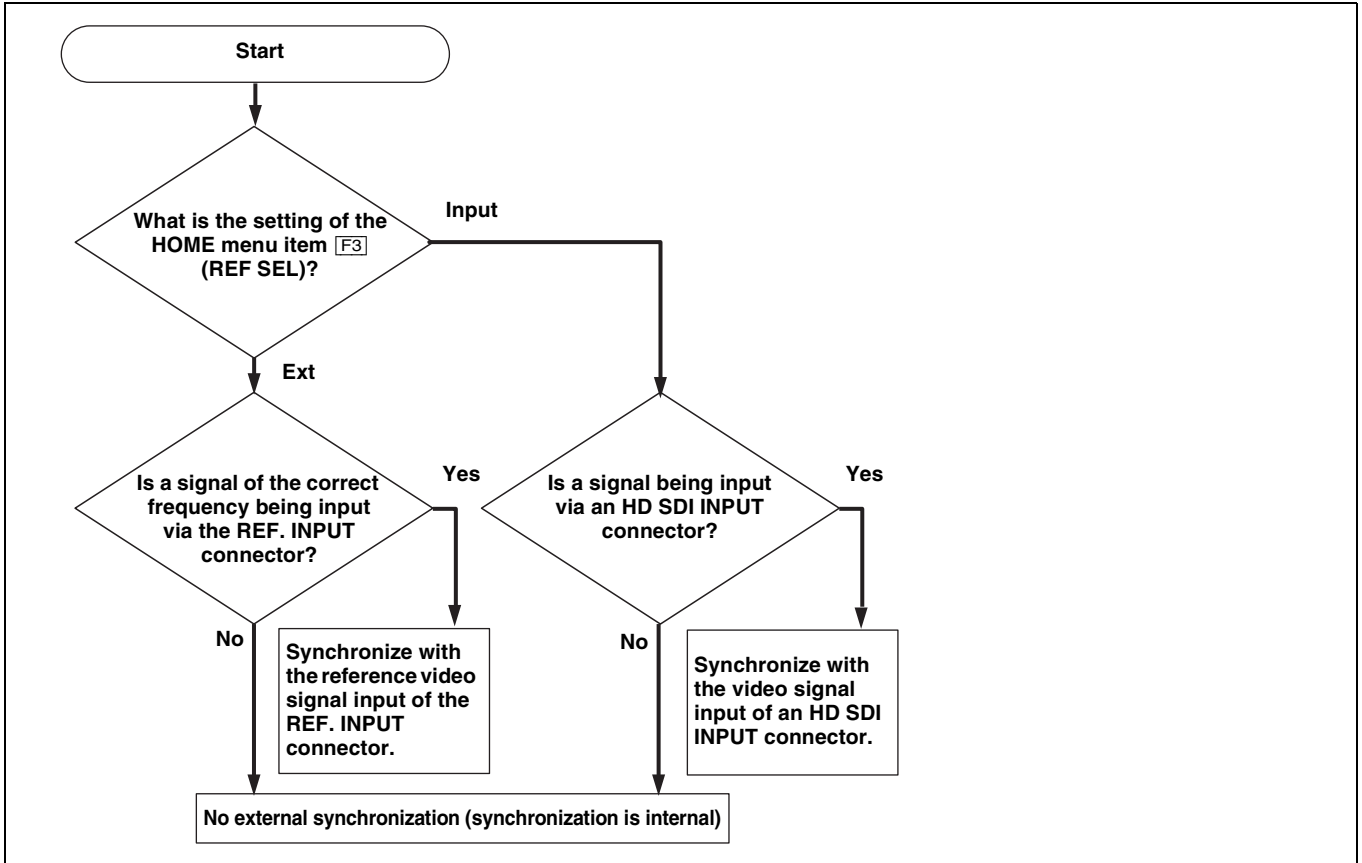 Start
What is the setting of the
HOME menu item F3
(REF SEL)?
Input
Ext
Is a signal of the correct
frequency being input
via the REF. INPUT
connector?
Yes
Is a signal being input
via an HD SDI INPUT
connector?
Yes
No
Synchronize with
the reference video
signal input of the
REF. INPUT
connector.
No
Synchronize with
the video signal
input of an HD SDI
INPUT connector.
No external synchronization (synchronization is internal)